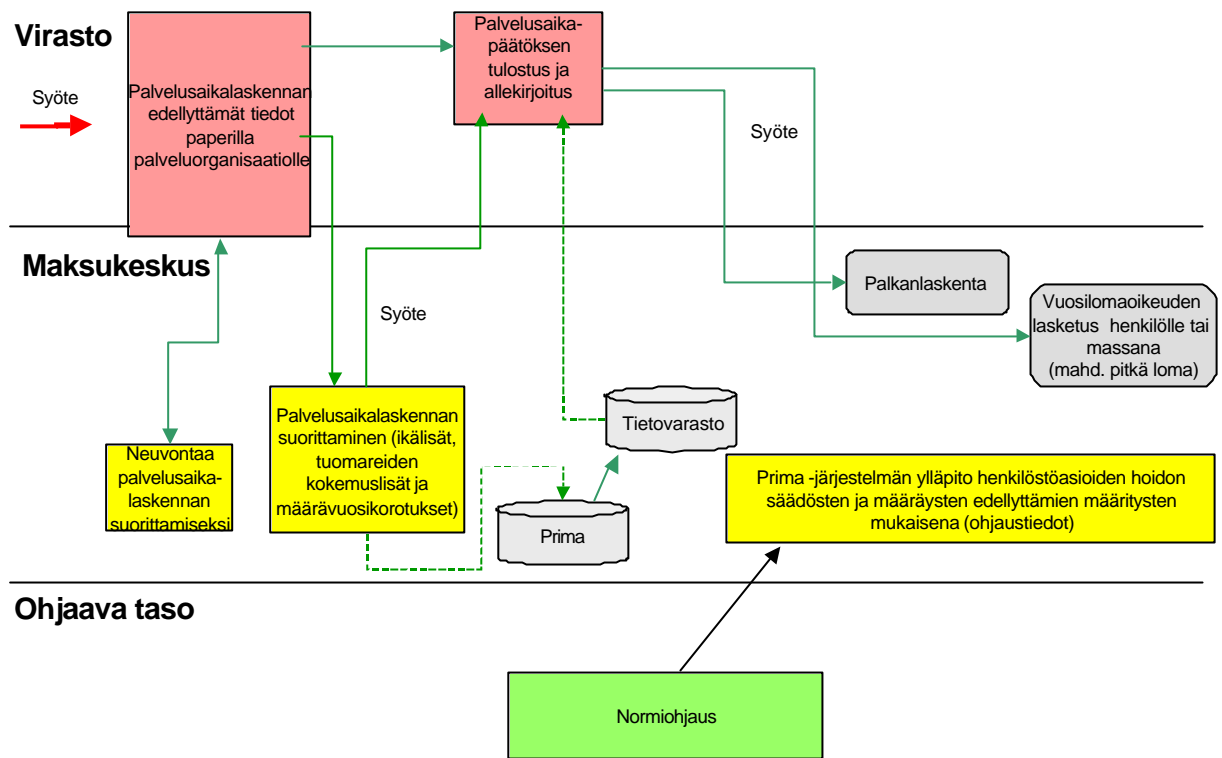 Virasto
Syöte
Palvelusaikalaskennan
edellyttämät tiedot
paperilla
palveluorganisaatiolle
Palvelusaika-
päätöksen
tulostus ja
allekirjoitus
Syöte
Maksukeskus
Syöte
Palkanlaskenta
Vuosilomaoikeuden
lasketus henkilölle tai
massana
(mahd. pitkä loma)
Neuvontaa
palvelusaika-
laskennan
suorittamiseksi
Palvelusaikalaskennan
suorittaminen (ikälisät,
tuomareiden
kokemuslisät ja
määrävuosikorotukset)
Tietovarasto
Prima
Prima -järjestelmän ylläpito henkilöstöasioiden hoidon
säädösten ja määräysten edellyttämien määritysten
mukaisena (ohjaustiedot)
Ohjaava taso
Normiohjaus